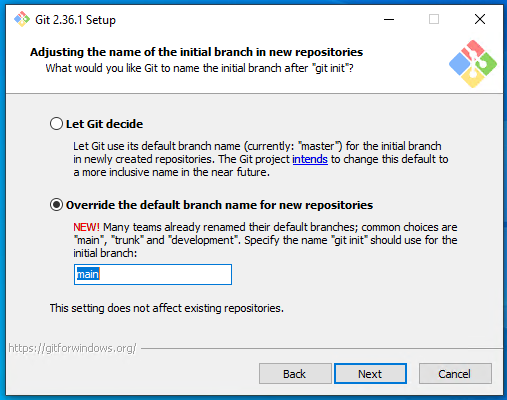 Git 2.36.1 Setup
Adjusting the name of the initial branch in new repositories
What would you like Git to name the initial branch after "git init"?
Let Git decide
Let Git use its default branch name (currently: "master") for the initial branch
in newly created repositories. The Git project intends to change this default to
a more inclusive name in the near future.
Override the default branch name for new repositories
NEW! Many teams already renamed their default branches; common choices are
"main", "trunk" and "development". Specify the name "git init" should use for the
initial branch:
main
This setting does not affect existing repositories.
https://gitforwindows.org/
Back
Next
Cancel